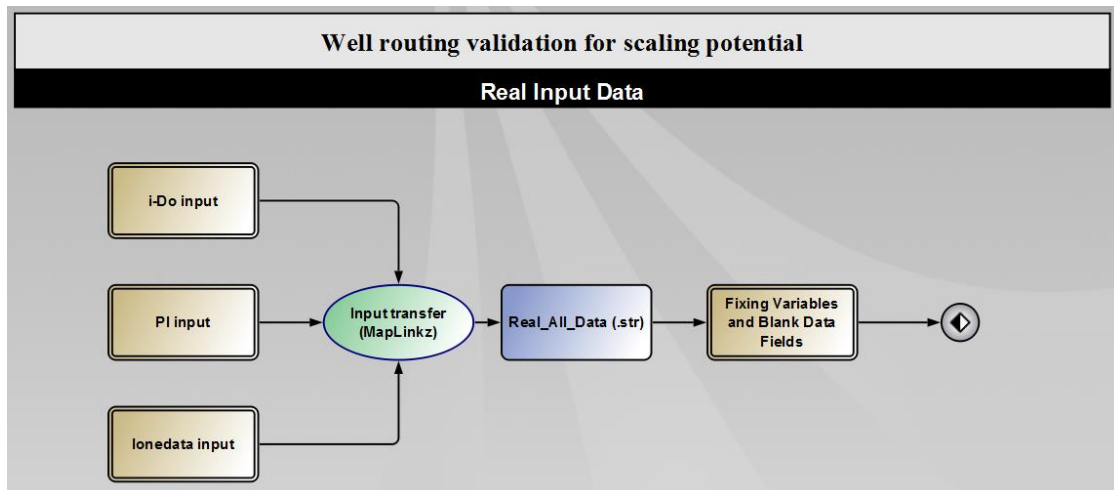 Well routing validation for scaling potential
Real Input Data
i-Do input
PI input
Ionedata input
Input transfer
(MapLinkz)
Real_All_Data (.str)
Fixing Variables
and Blank Data
Fields